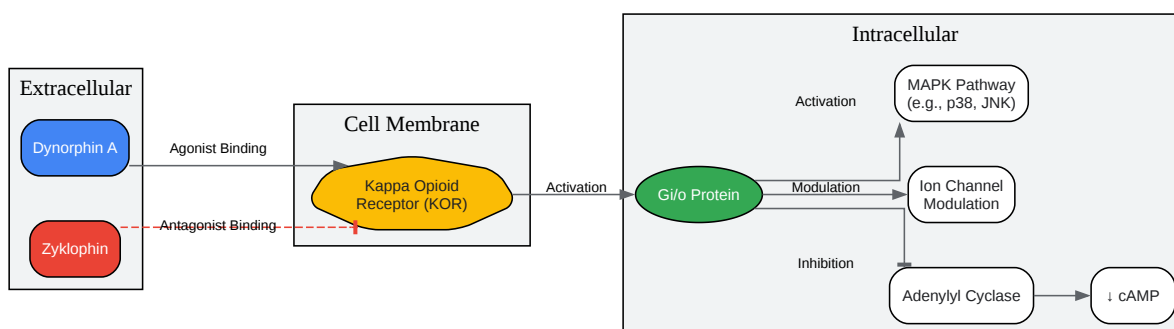 Extracellular
Dynorphin A
Zyklophin
Agonist Binding
Antagonist Binding
Cell Membrane
Kappa Opioid
Receptor (KOR)
Activation
Intracellular
Gi/o Protein
Activation
MAPK Pathway
(e.g., p38, JNK)
Modulation
Ion Channel
Modulation
Inhibition
Adenylyl Cyclase
↓ cAMP